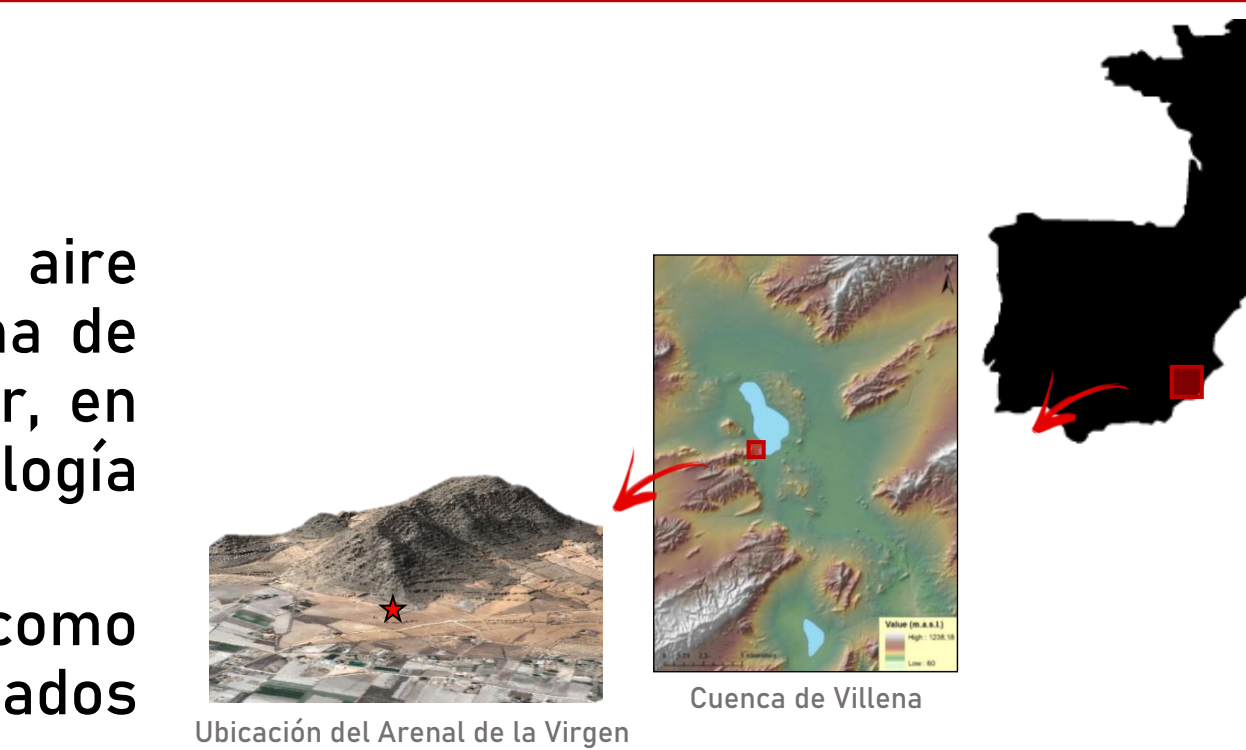 aire
na de
r, en
logía
como
ados
N
Value (m.a.s.l.)
High : 1238,16
Low : 60
Cuenca de Villena
Ubicación del Arenal de la Virgen